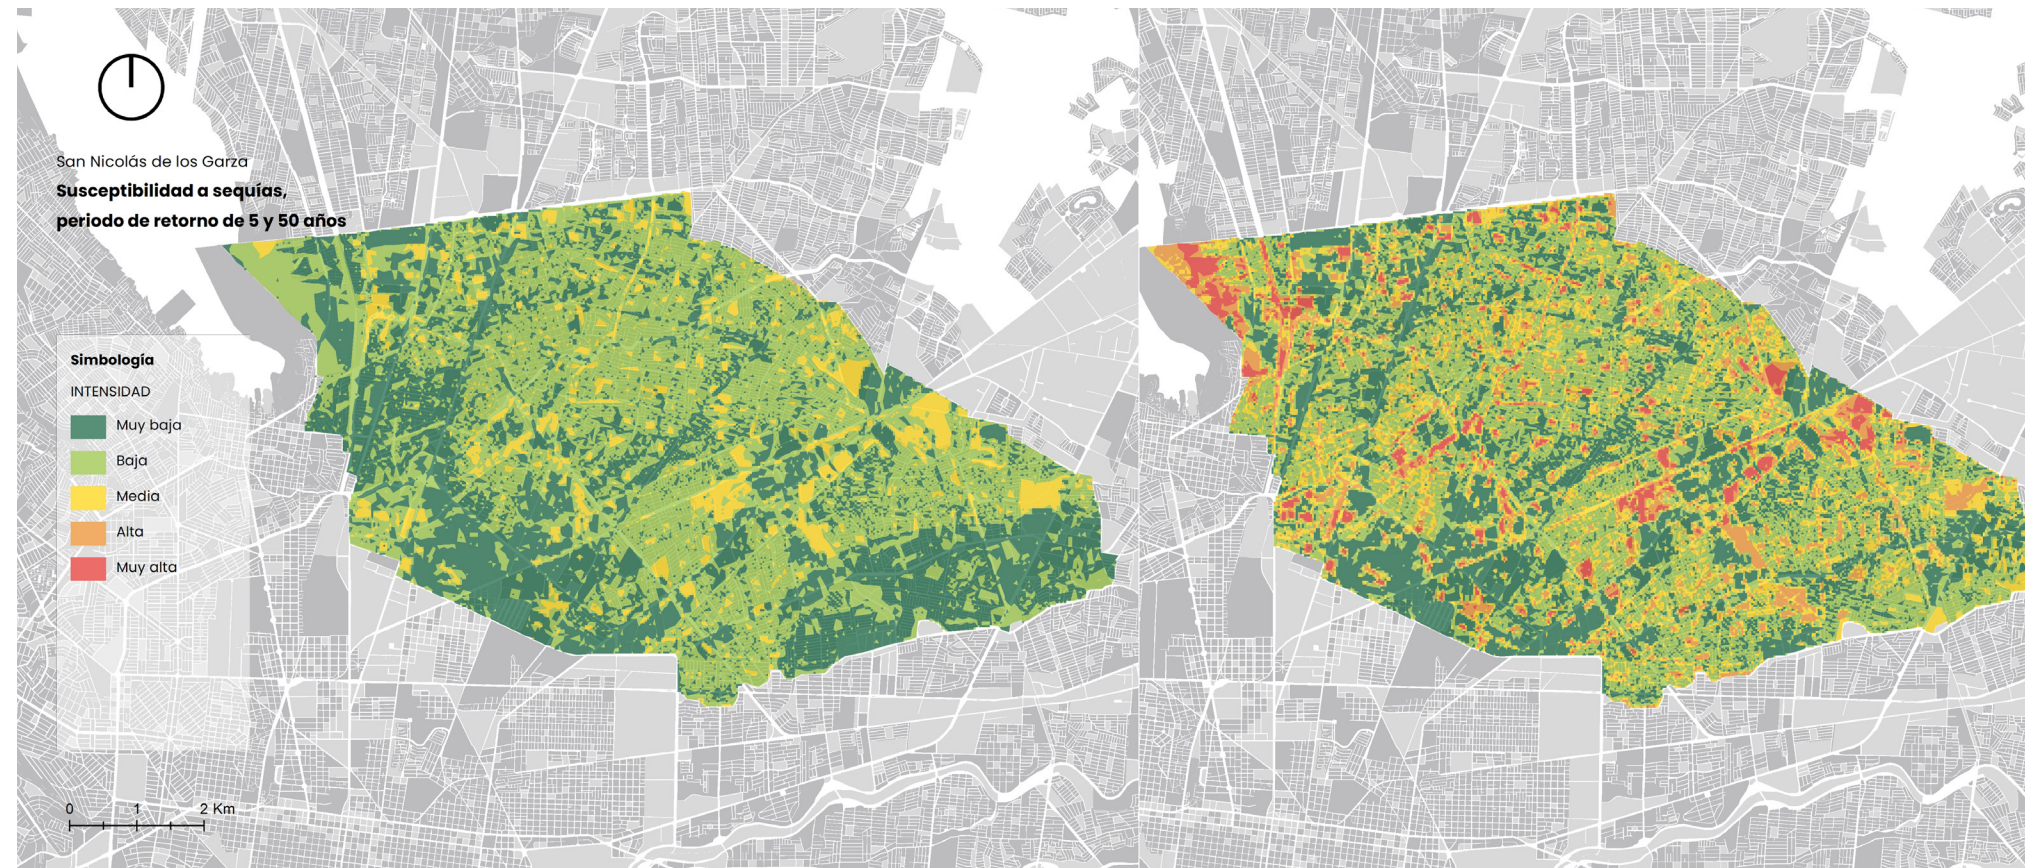 San Nicolás de los Garza
Susceptibilidad a sequías,
periodo de retorno de 5 y 50 años
Simbología
INTENSIDAD
Muy baja
Baja
Media
Alta
Muy alta
0 1 2 Km